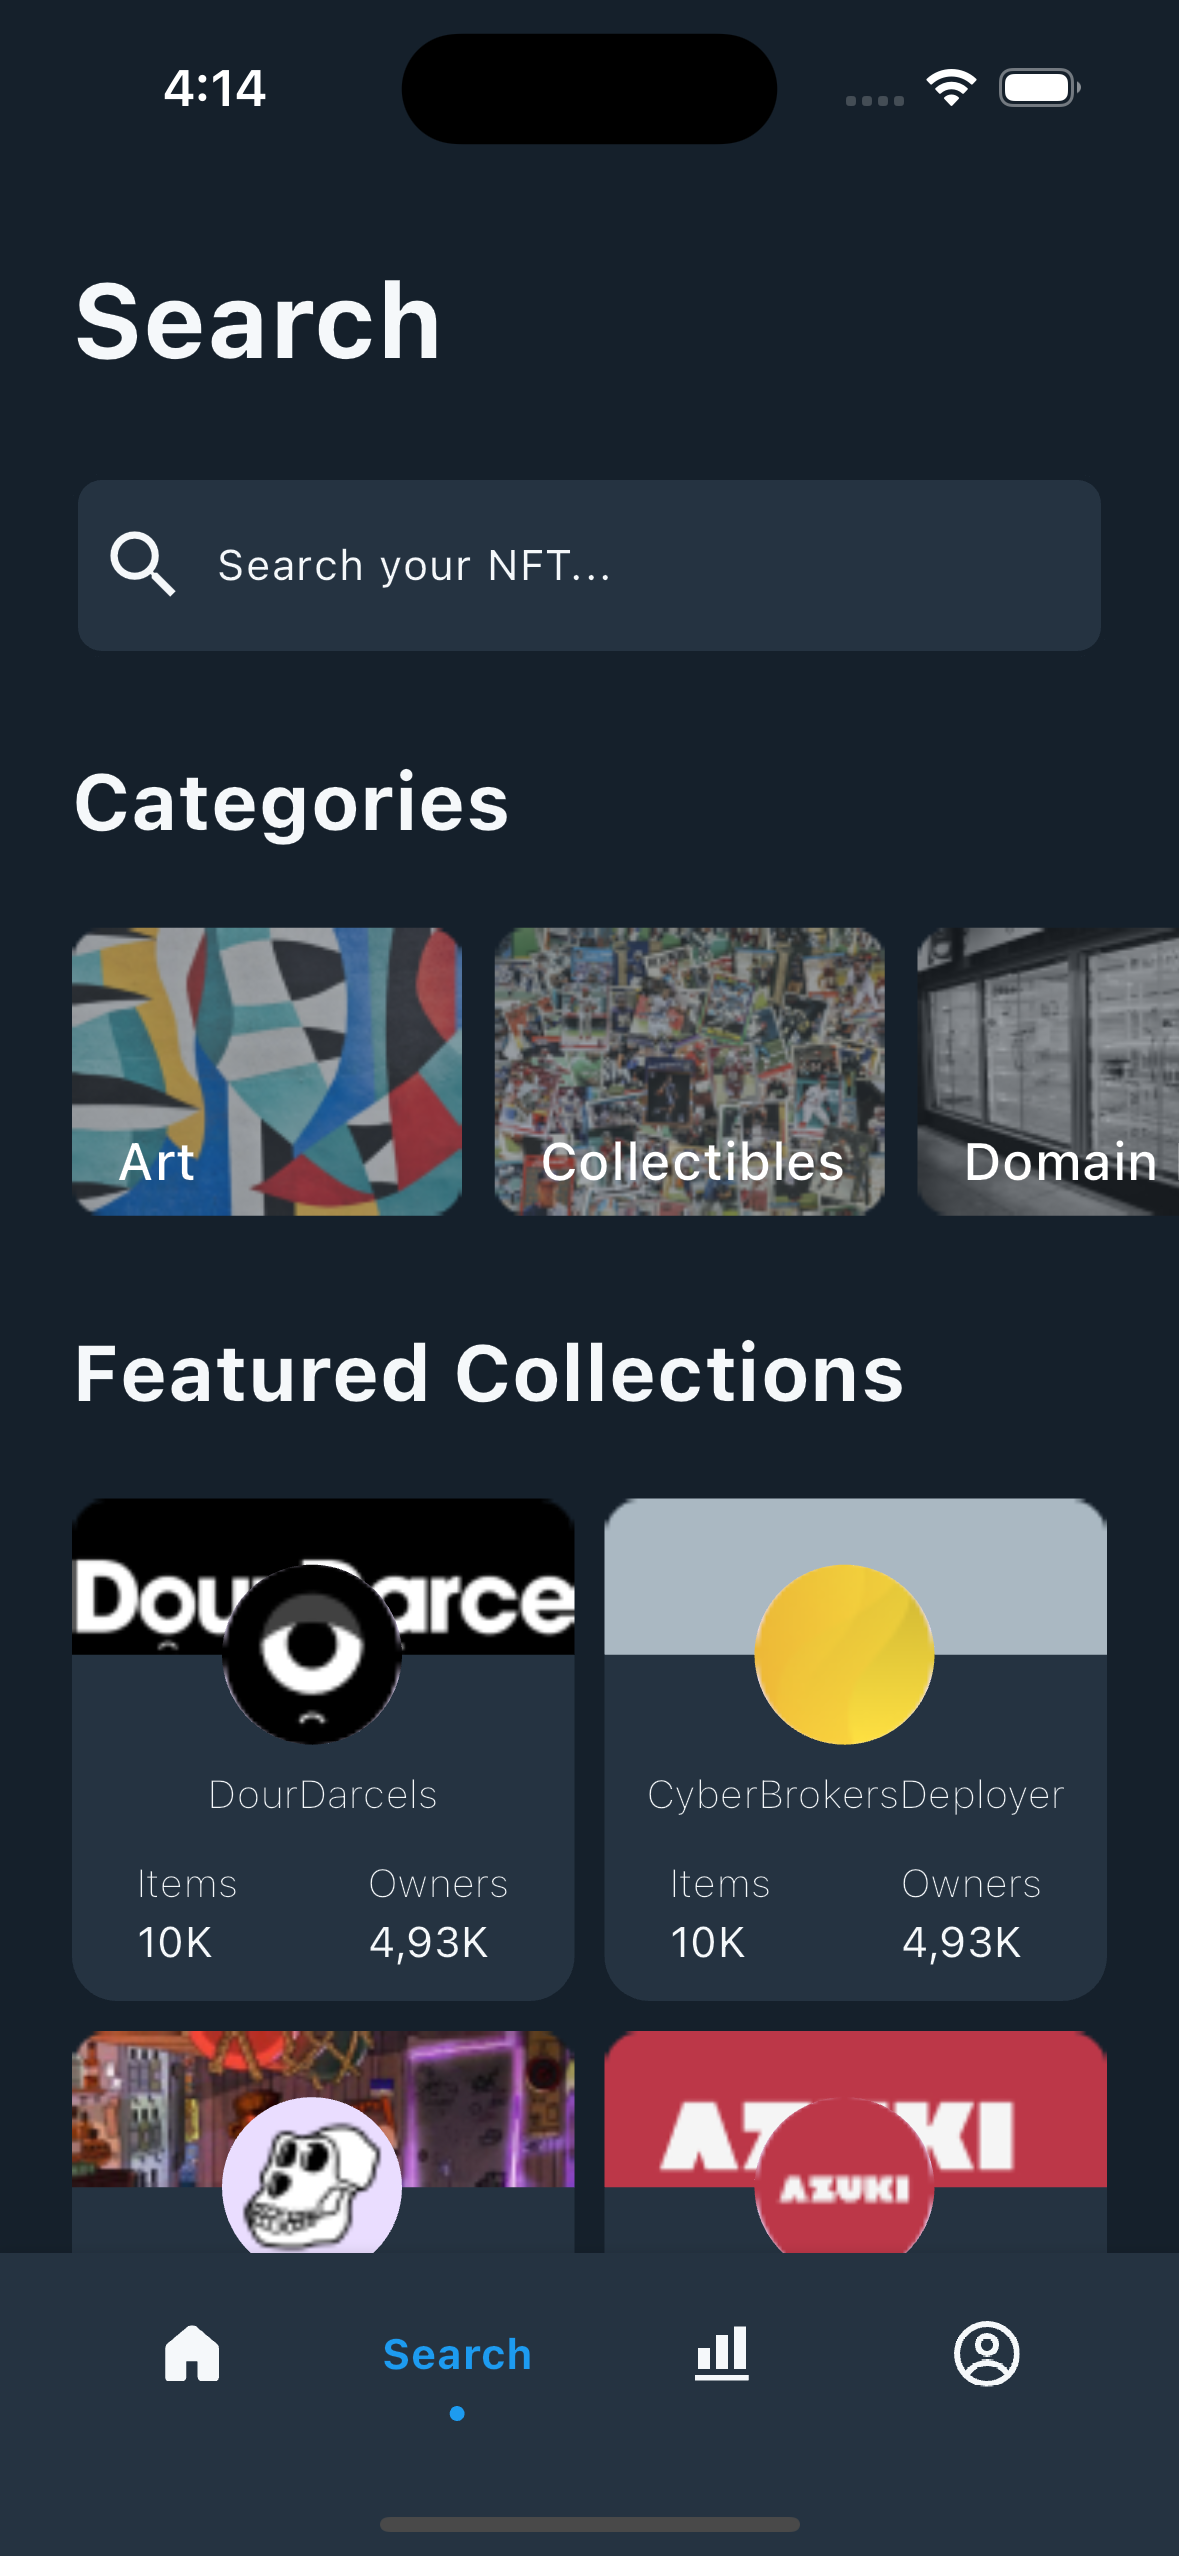 4:14
Search
Search your NFT...
Categories
Art
Collectibles
Domain
Featured Collections
DourDarcels
CyberBrokersDeployer
Items
Owners
Items
Owners
10K
4,93K
10K
4,93K
AZUKI
Search